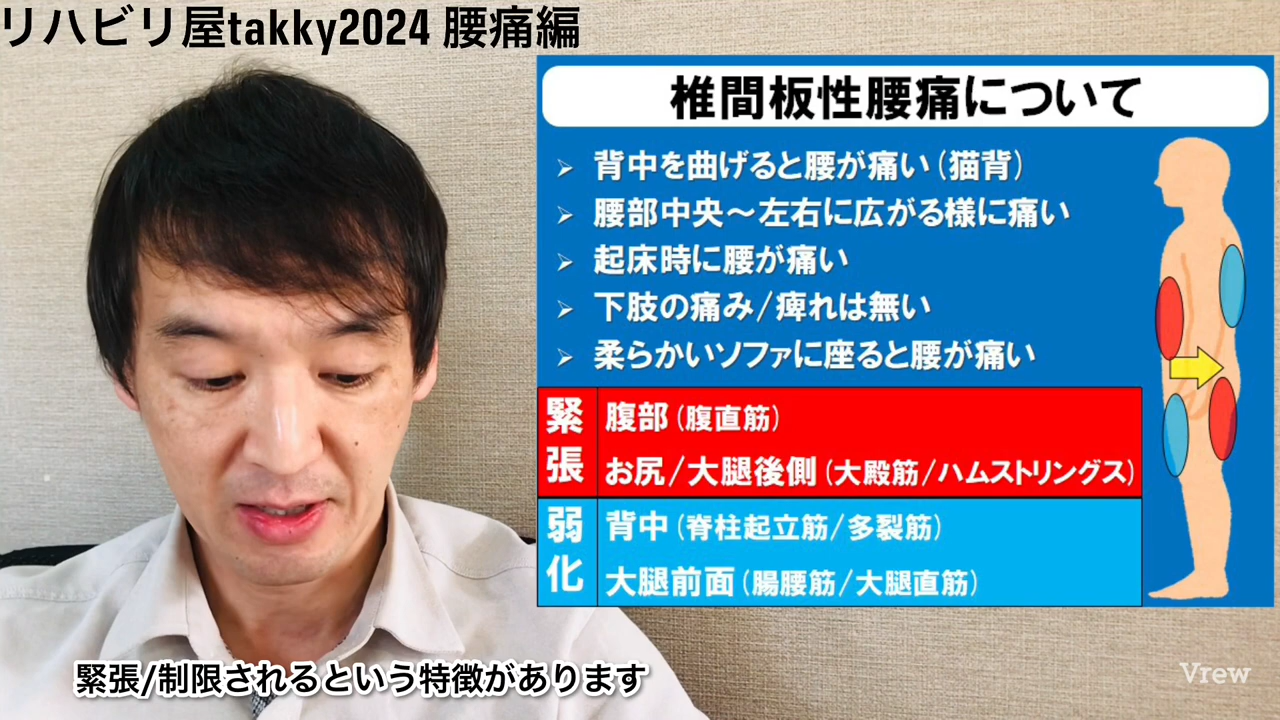 リハビリ屋takky2024 腰痛編
椎間板性腰痛について
➢ 背中を曲げると腰が痛い(猫背)
➢ 腰部中央～左右に広がる様に痛い
➢ 起床時に腰が痛い
➢ 下肢の痛み/痺れは無い
➢ 柔らかいソファに座ると腰が痛い
緊張
腹部(腹直筋)
お尻/大腿後側(大殿筋/ハムストリングス)
弱化
背中(脊柱起立筋/多裂筋)
大腿前面(腸腰筋/大腿直筋)
緊張/制限されるという特徴があります
Vrew